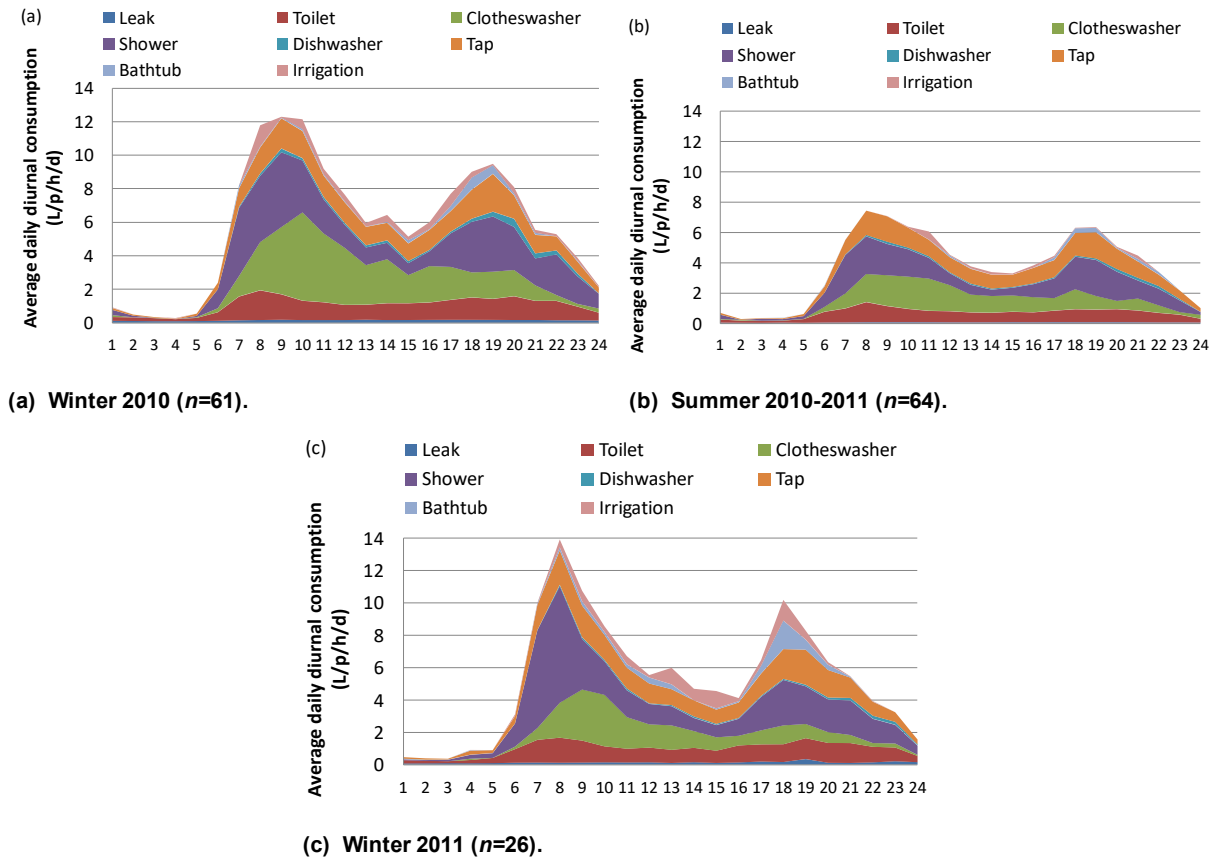 (a)
Leak Toilet Clotheswasher
Shower Dishwasher Tap
Bathtub Irrigation
Average daily diurnal consumption
(L/p/h/d)
14
12
10
8
6
4
2
0
1 2 3 4 5 6 7 8 9 10 11 12 13 14 15 16 17 18 19 20 21 22 23 24
(a) Winter 2010 (n=61).
(b)
Leak Toilet Clotheswasher
Shower Dishwasher Tap
Bathtub Irrigation
Average daily diurnal consumption
(L/p/h/d)
14
12
10
8
6
4
2
0
1 2 3 4 5 6 7 8 9 10 11 12 13 14 15 16 17 18 19 20 21 22 23 24
(b) Summer 2010-2011 (n=64).
(c)
Leak Toilet Clotheswasher
Shower Dishwasher Tap
Bathtub Irrigation
Average daily diurnal consumption
(L/p/h/d)
14
12
10
8
6
4
2
0
1 2 3 4 5 6 7 8 9 10 11 12 13 14 15 16 17 18 19 20 21 22 23 24
(c) Winter 2011 (n=26).